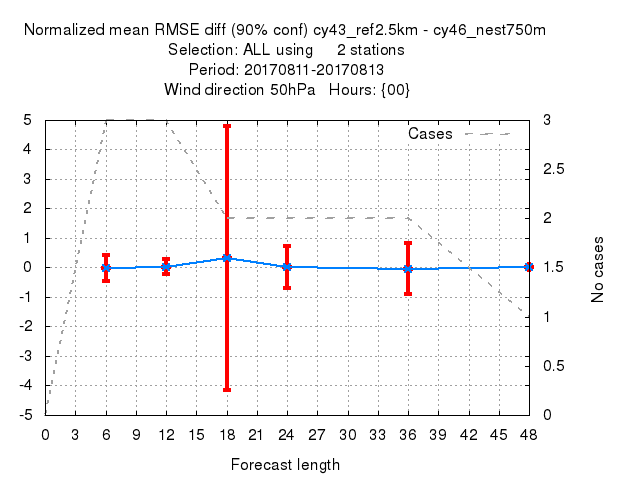 Normalized mean RMSE diff (90% conf) cy43_ref2.5km - cy46_nest750m
Selection: ALL using 2 stations
Period: 20170811-20170813
Wind direction 50hPa Hours: {00}
Cases
5
4
3
2
1
0
-1
-2
-3
-4
-5
3
2.5
2
1.5
1
0.5
0
No cases
0 3 6 9 12 15 18 21 24 27 30 33 36 39 42 45 48
Forecast length